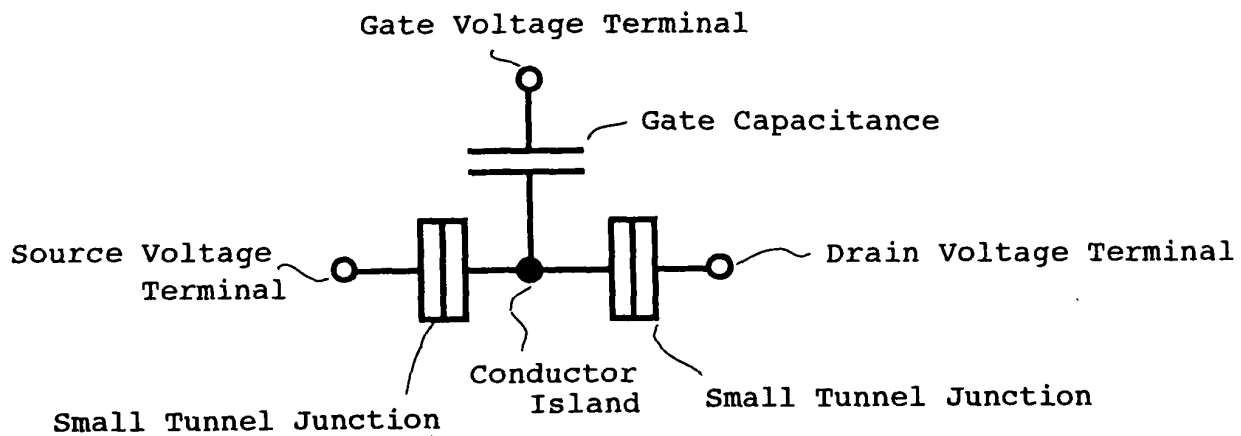 Gate Voltage Terminal
Gate Capacitance
Source Voltage
Terminal
Drain Voltage Terminal
Conductor
Island
Small Tunnel Junction
Small Tunnel Junction